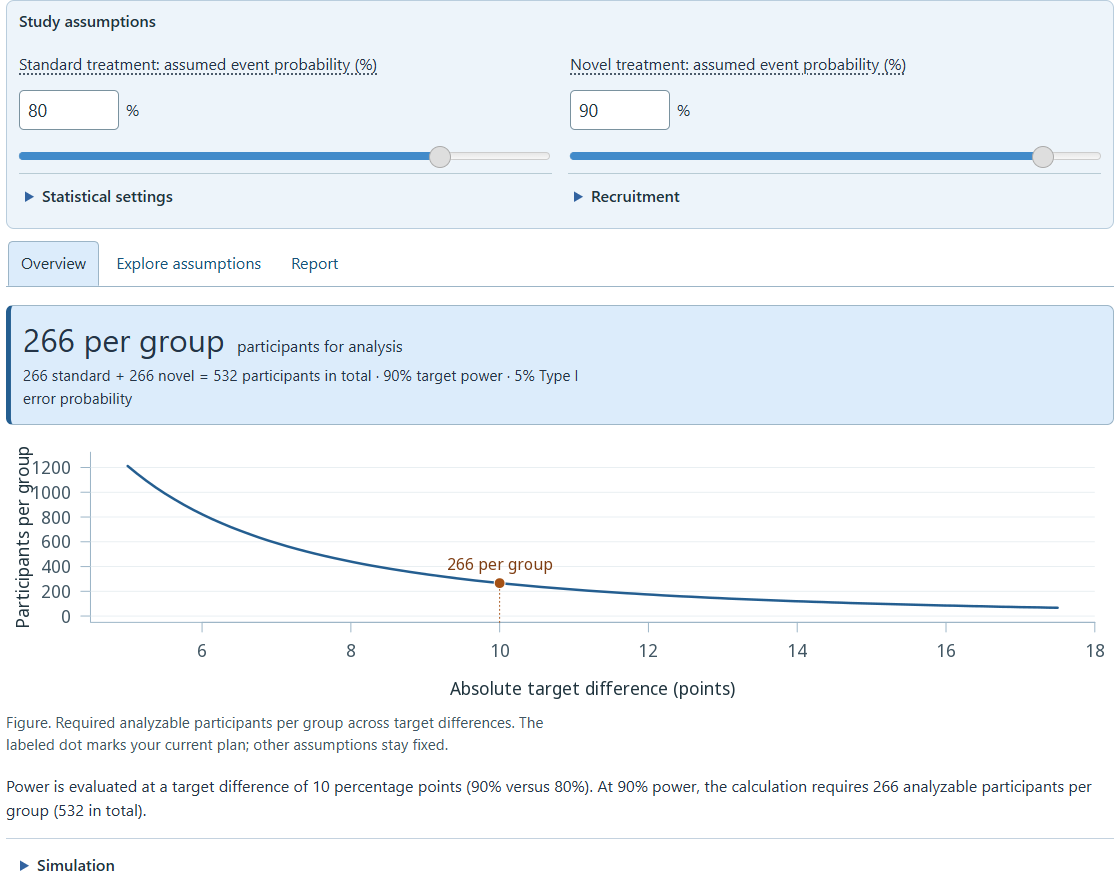 Study assumptions
Standard treatment: assumed event probability (%)
Novel treatment: assumed event probability (%)
80 %
90 %
Statistical settings
Recruitment
Overview
Explore assumptions
Report
266 per group participants for analysis
266 standard + 266 novel = 532 participants in total · 90% target power · 5% Type I
error probability
Participants per group
1200
1000
800
600
400
200
0
266 per group
6
8
10
12
14
16
18
Absolute target difference (points)
Figure. Required analyzable participants per group across target differences. The
labeled dot marks your current plan; other assumptions stay fixed.
Power is evaluated at a target difference of 10 percentage points (90% versus 80%). At 90% power, the calculation requires 266 analyzable participants per
group (532 in total).
Simulation